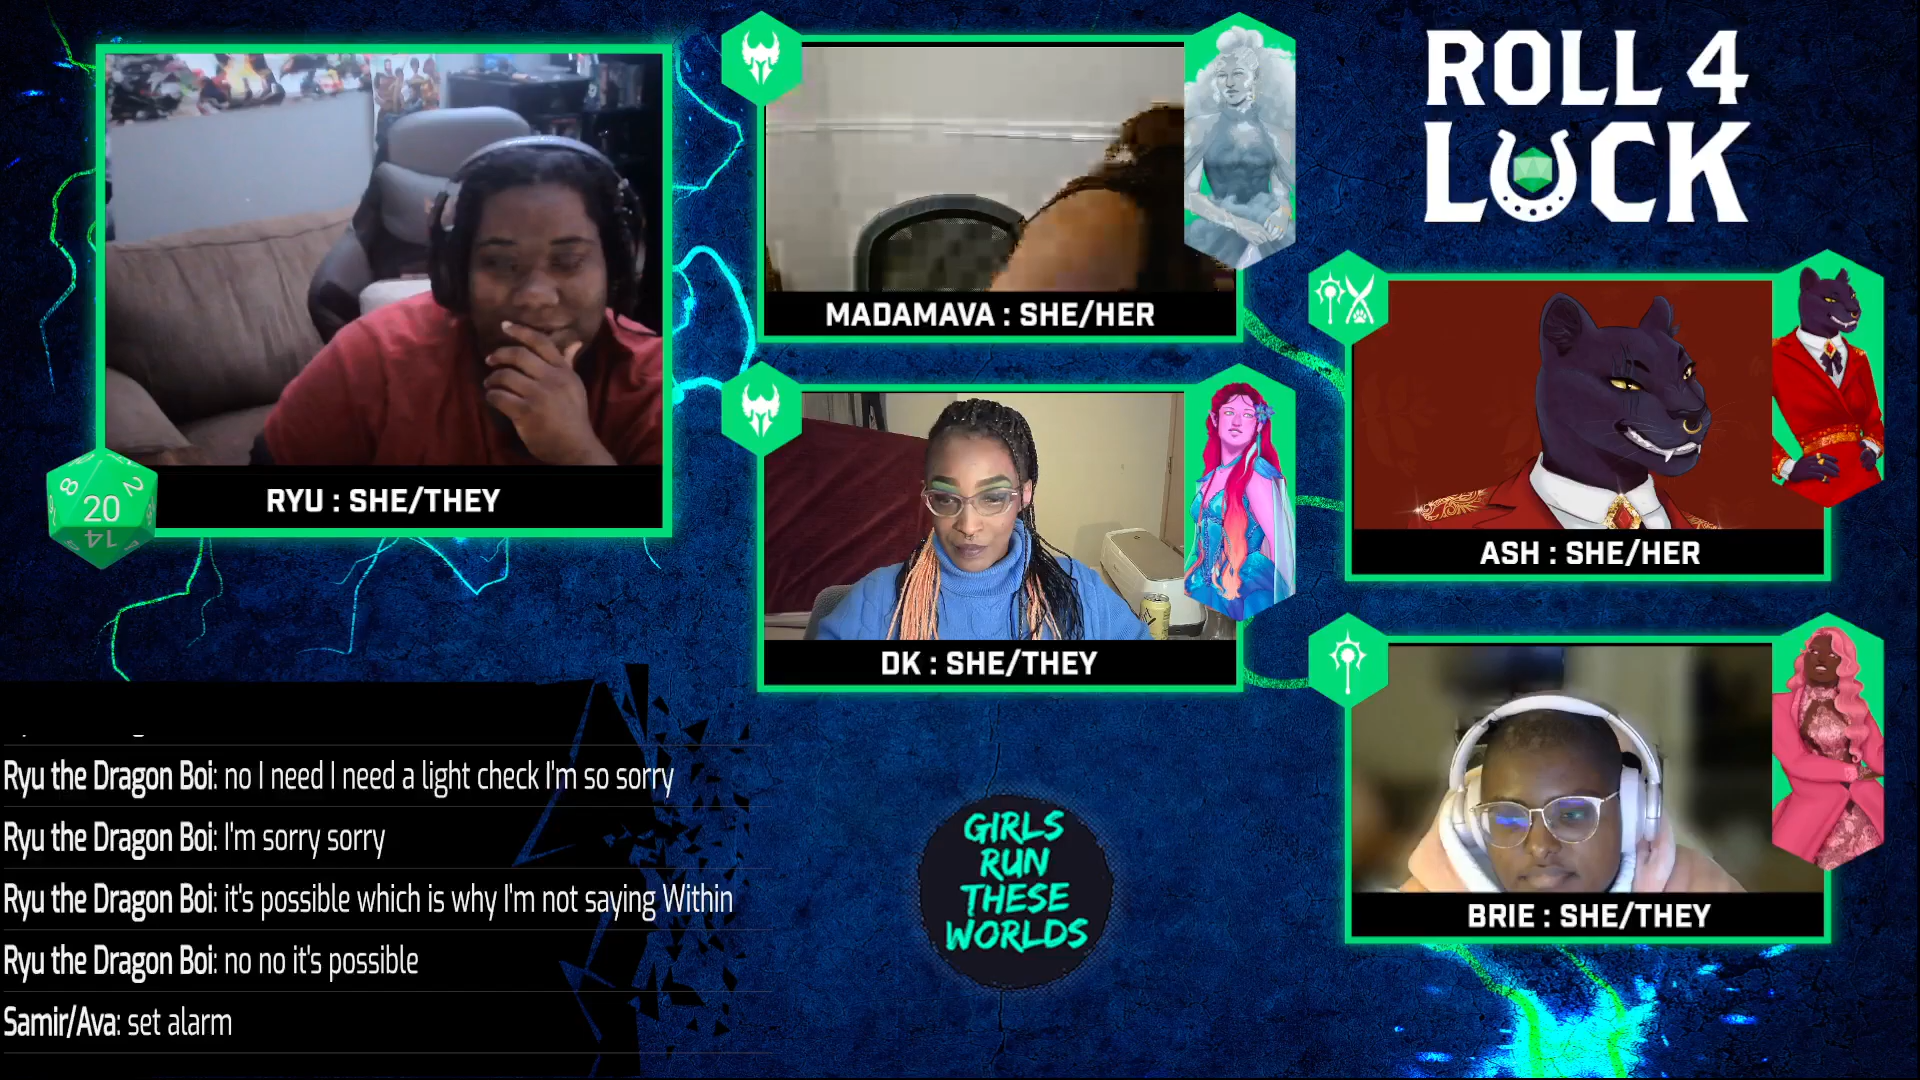 ROLL 4
LUCK
MADAMAVA : SHE/HER
RYU : SHE/THEY
8
2
20
14
ASH : SHE/HER
DK : SHE/THEY
BRIE : SHE/THEY
GIRLS
RUN
THESE
WORLDS
Ryu the Dragon Boi: no I need I need a light check I'm so sorry
Ryu the Dragon Boi: I'm sorry sorry
Ryu the Dragon Boi: it's possible which is why I'm not saying Within
Ryu the Dragon Boi: no no it's possible
Samir/Ava: set alarm